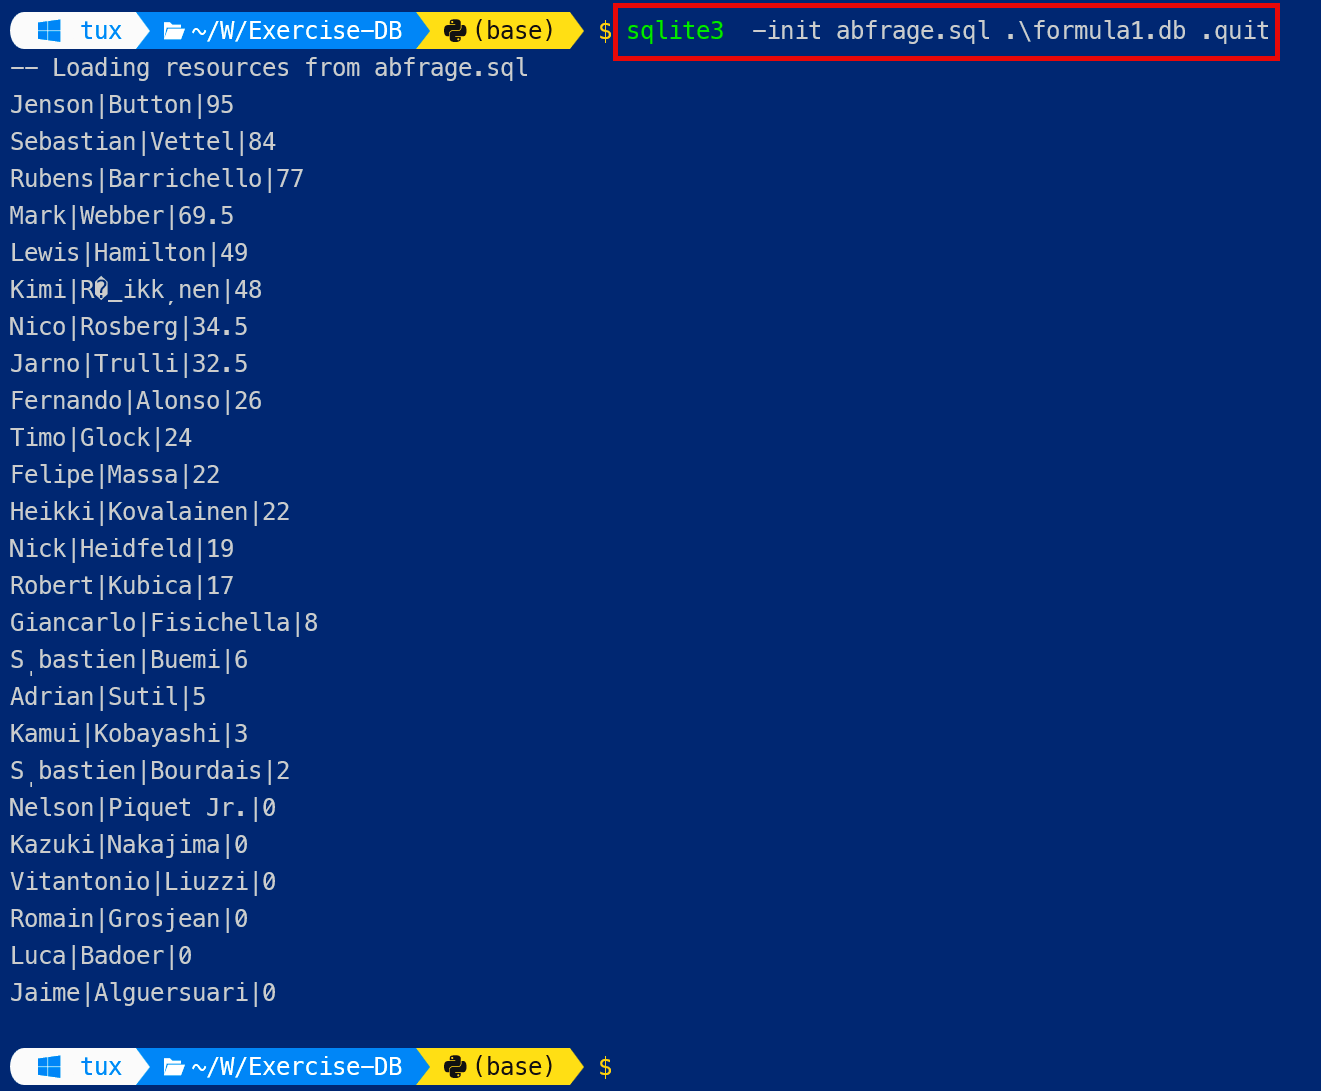 tux ~/W/Exercise-DB (base) $ sqlite3 -init abfrage.sql .\formula1.db .quit
-- Loading resources from abfrage.sql
Jenson|Button|95
Sebastian|Vettel|84
Rubens|Barrichello|77
Mark|Webber|69.5
Lewis|Hamilton|49
Kimi|R�_ikk¸nen|48
Nico|Rosberg|34.5
Jarno|Trulli|32.5
Fernando|Alonso|26
Timo|Glock|24
Felipe|Massa|22
Heikki|Kovalainen|22
Nick|Heidfeld|19
Robert|Kubica|17
Giancarlo|Fisichella|8
Sˌbastien|Buemi|6
Adrian|Sutil|5
Kamui|Kobayashi|3
Sˌbastien|Bourdais|2
Nelson|Piquet Jr.|0
Kazuki|Nakajima|0
Vitantonio|Liuzzi|0
Romain|Grosjean|0
Luca|Badoer|0
Jaime|Alguersuari|0
tux ~/W/Exercise-DB (base) $